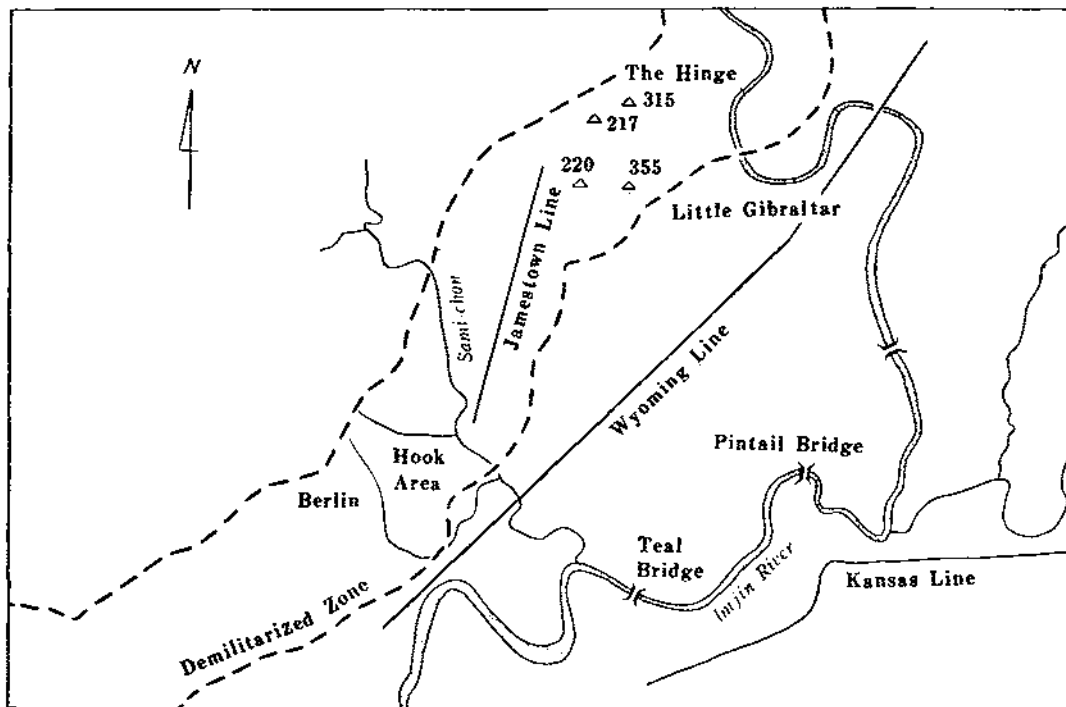 N
The Hinge
315
217
220
355
Little Gibraltar
Jamestown Line
Sami-chon
Wyoming Line
Pintail Bridge
Hook
Area
Berlin
Teal
Bridge
Imjin River
Kansas Line
Demilitarized Zone